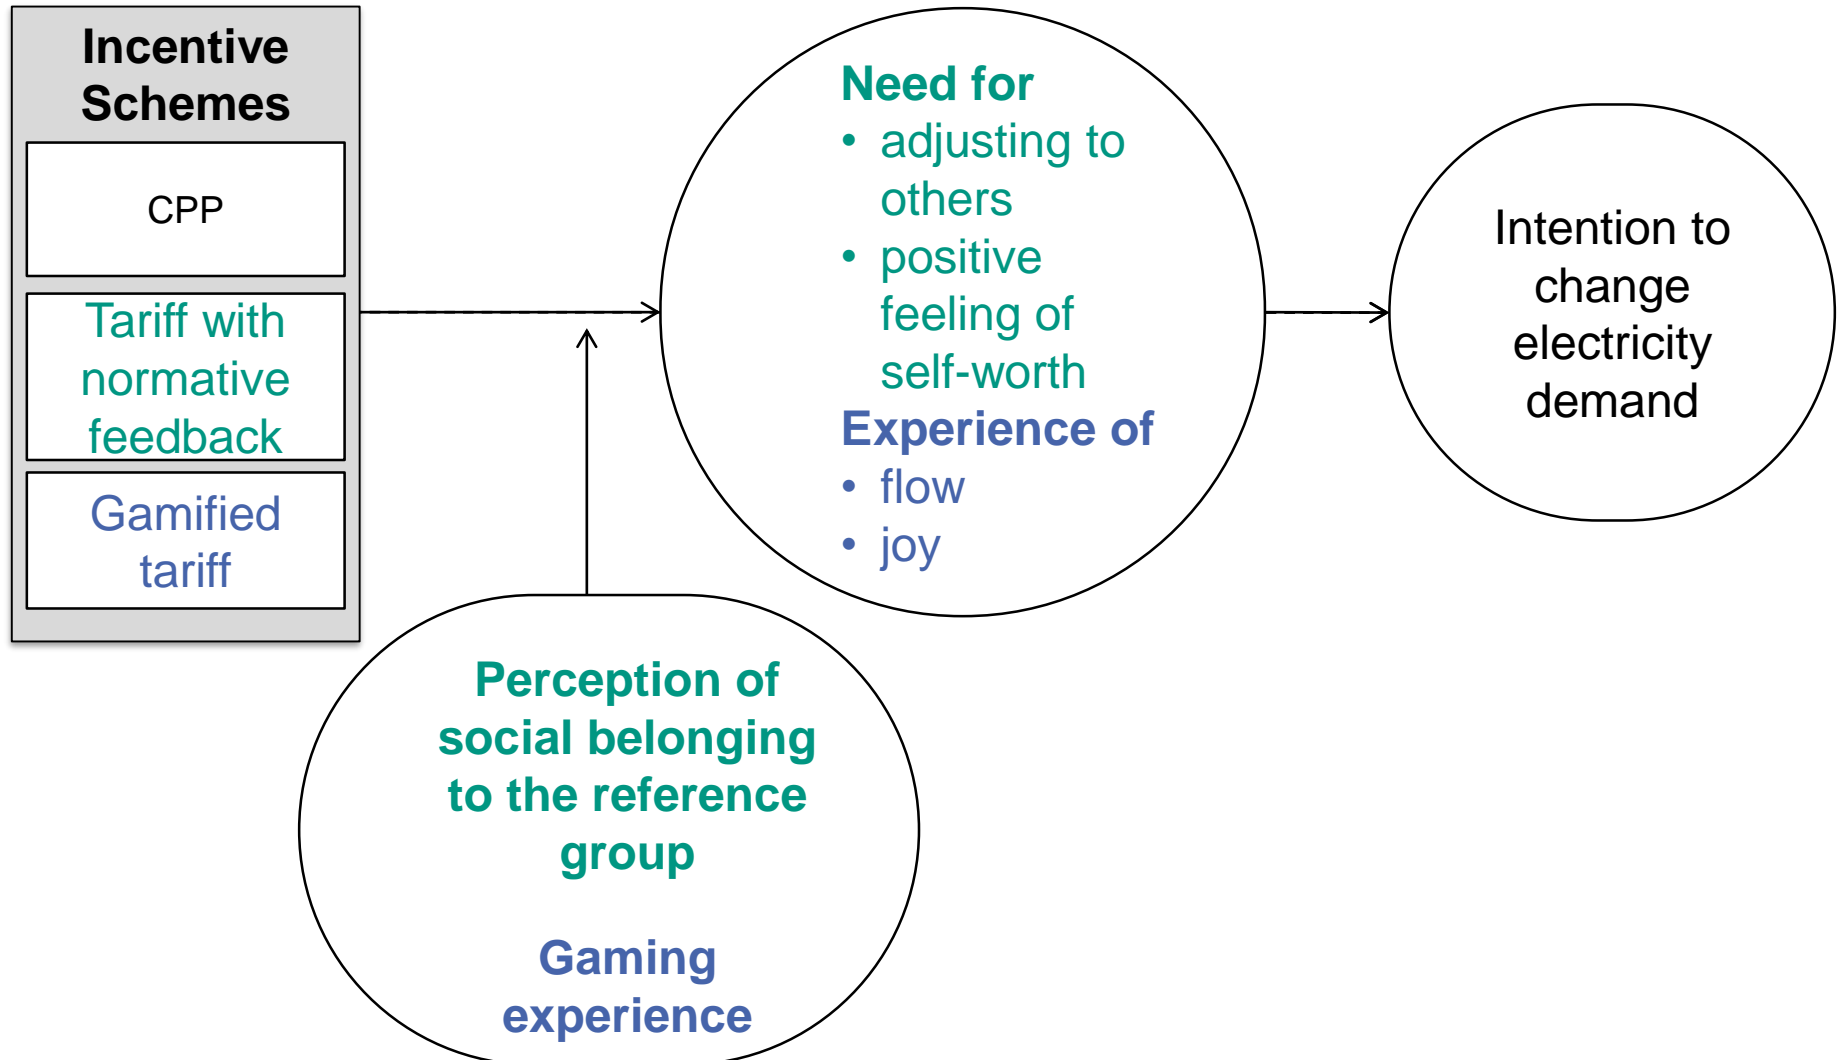 Incentive
Schemes
CPP
Tariff with
normative
feedback
Gamified
tariff
Need for
• adjusting to
others
• positive
feeling of
self-worth
Experience of
• flow
• joy
Intention to
change
electricity
demand
Perception of
social belonging
to the reference
group
Gaming
experience